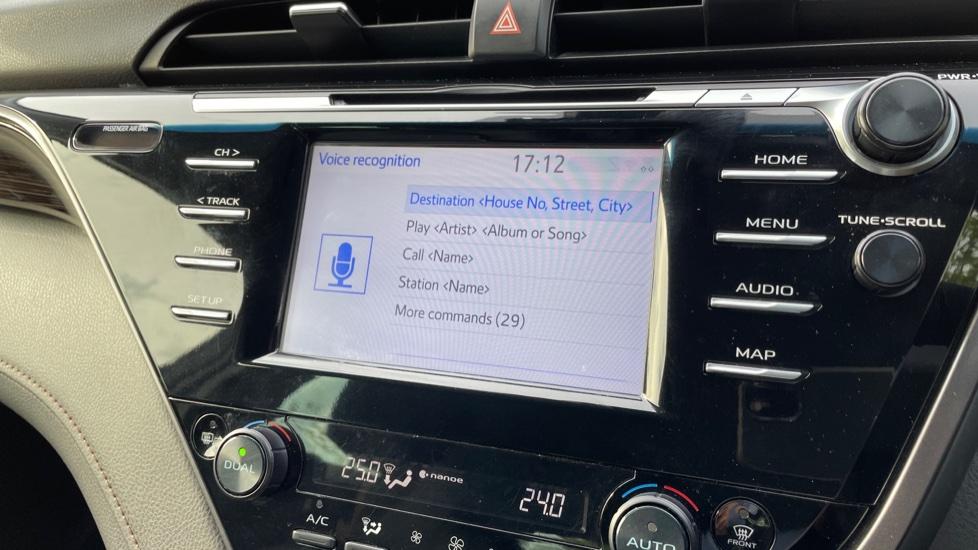 PWR
PASSENGER AIR BAG
CH >
< TRACK
PHONE
SETUP
Voice recognition 17:12
Destination <House No, Street, City>
Play <Artist> <Album or Song>
Call <Name>
Station <Name>
More commands (29)
HOME
MENU
AUDIO
MAP
TUNE•SCROLL
DUAL
25.0 nanoe
24.0
A/C
AUTO
FRONT